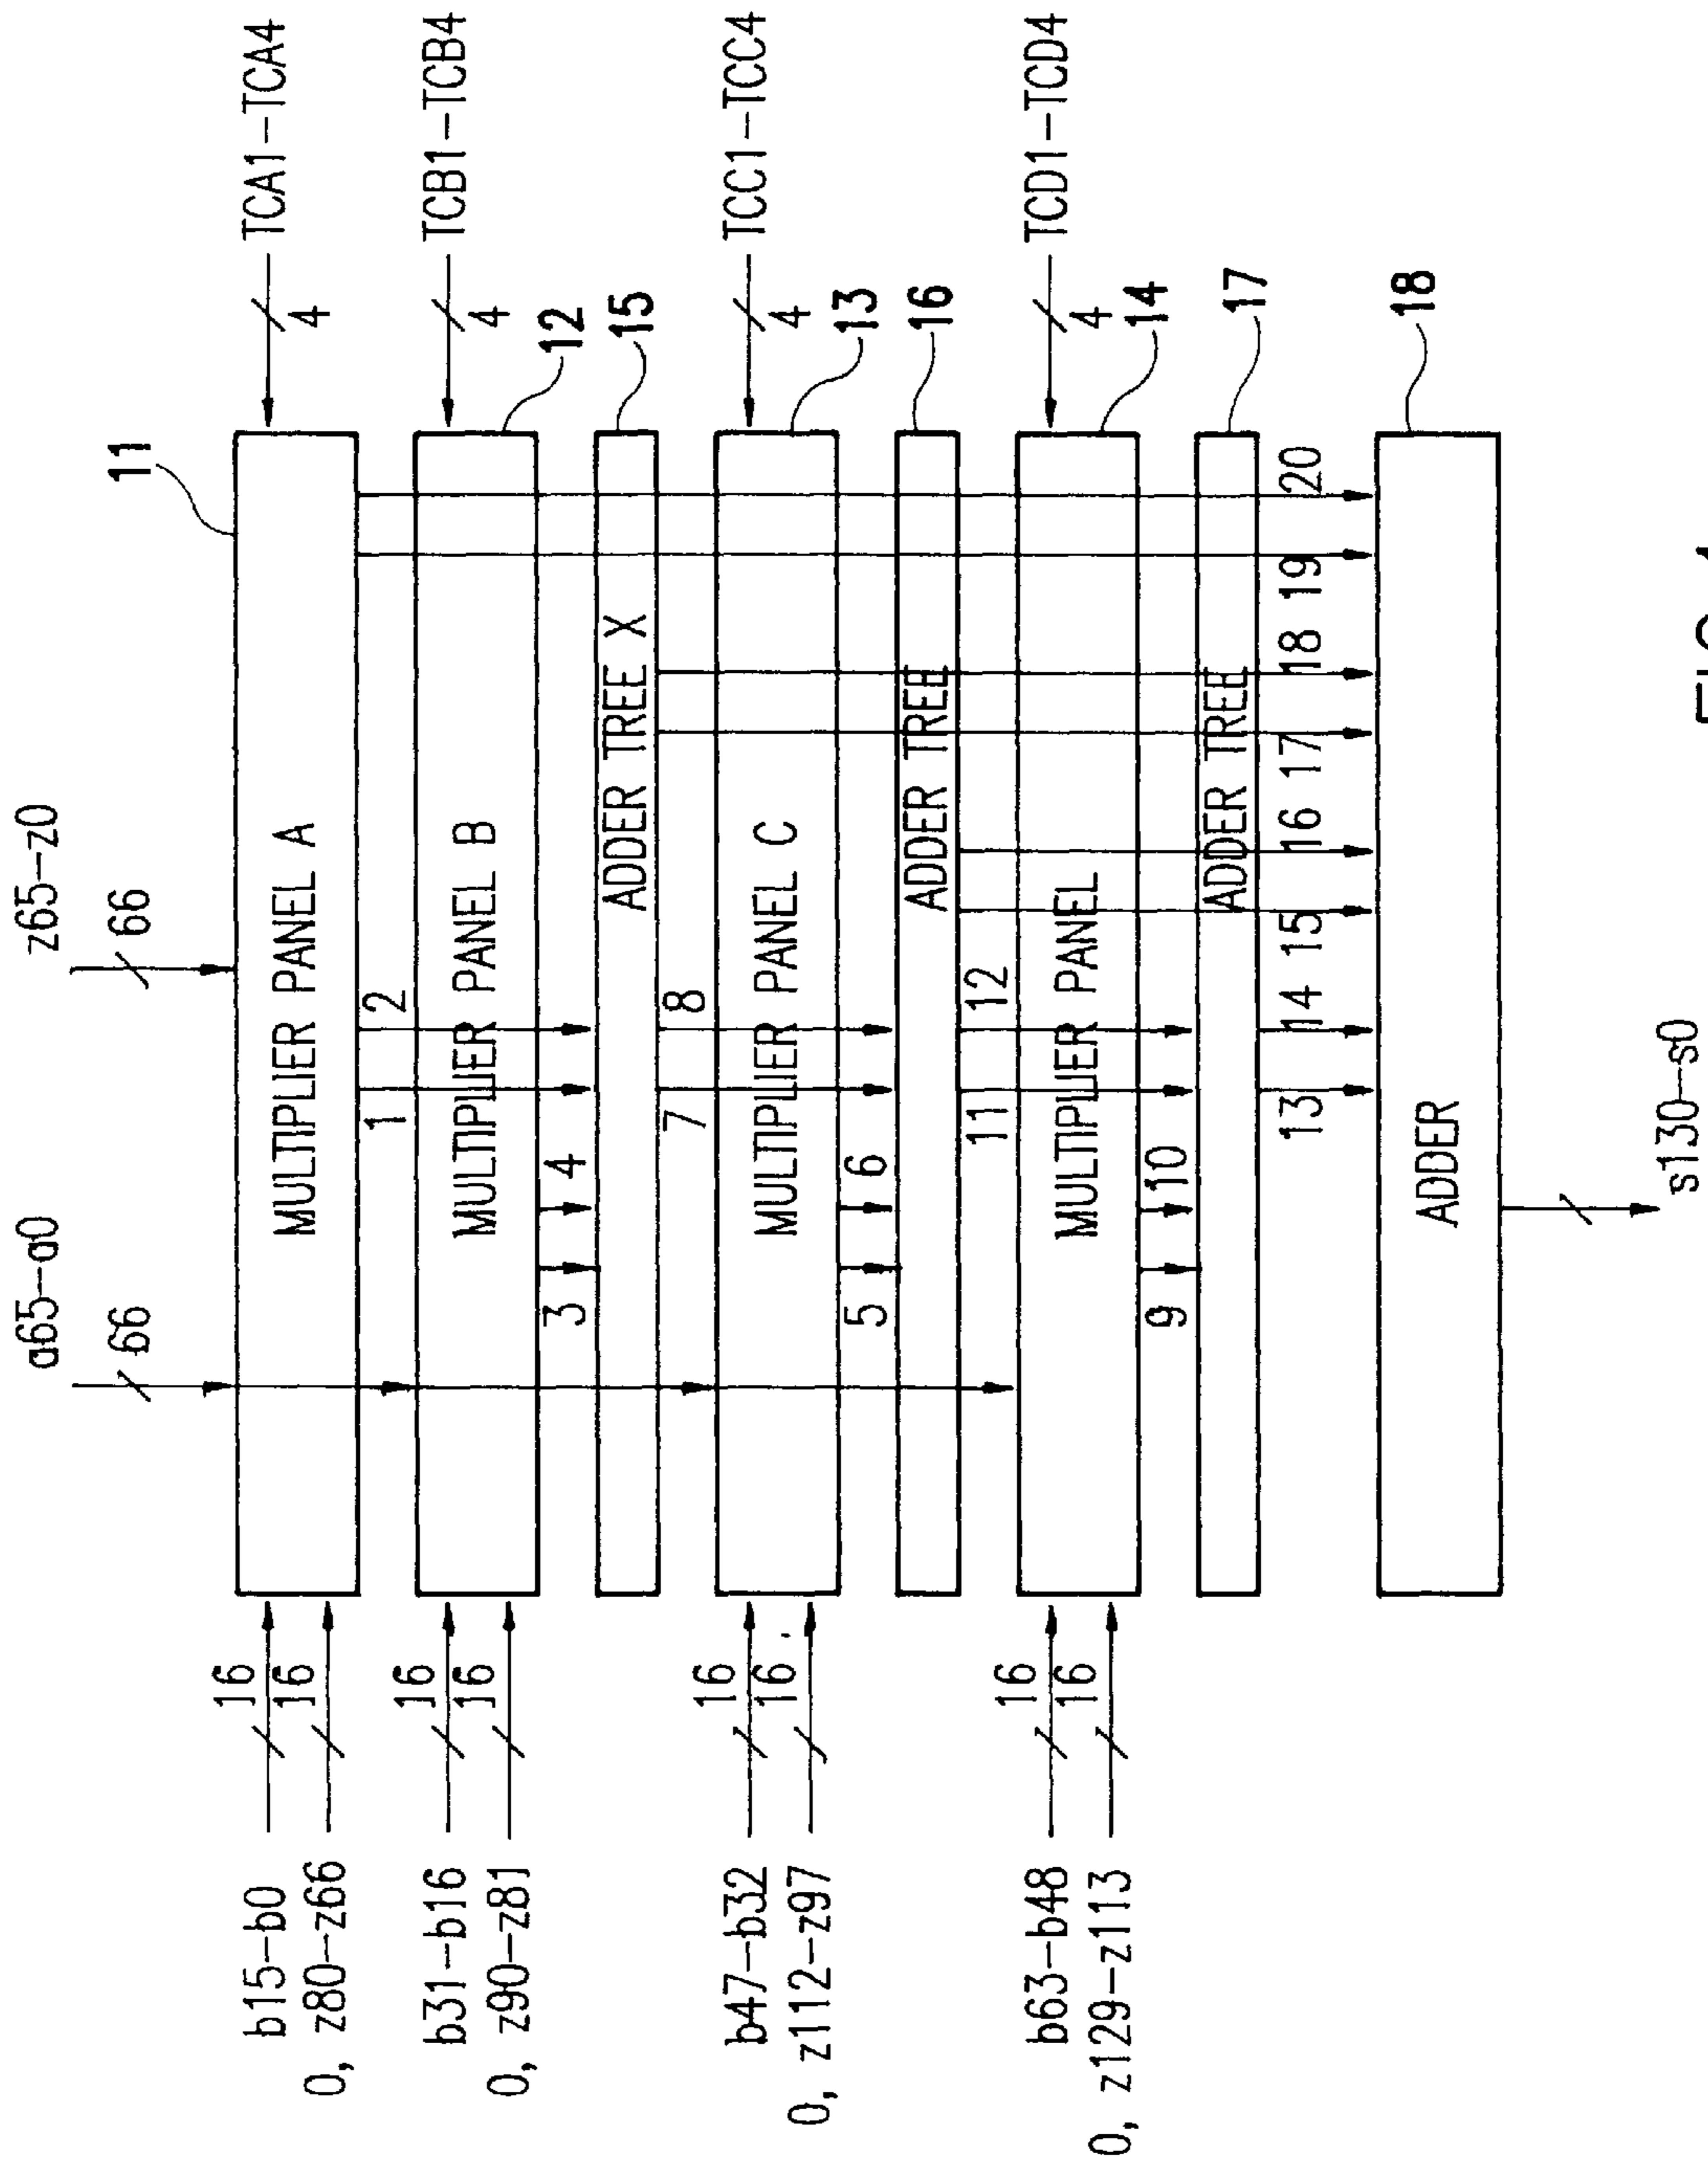 a65-a0
66
z65-z0
66
11
b15-b0
16
TCA1-TCA4
4
0, z80-z66
16
MULTIPLIER PANEL A
1
2
b31-b16
16
TCB1-TCB4
4
0, z90-z81
16
MULTIPLIER PANEL B
12
3
4
ADDER TREE X
15
7
8
b47-b32
16
TCC1-TCC4
4
0, z112-z97
16
MULTIPLIER PANEL C
13
5
6
ADDER TREE
16
11
12
b63-b48
16
TCD1-TCD4
4
0, z129-z113
16
MULTIPLIER PANEL
14
9
10
ADDER TREE
17
13
14
15
16
17
18
19
20
ADDER
18
s130-s0